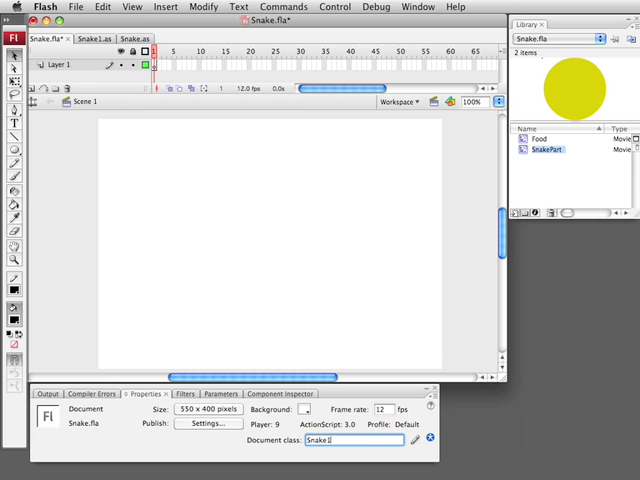 Flash File Edit View Insert Modify Text Commands Control Debug Window Help
Snake.fla*
Snake.fla* Snake1.as Snake.as
1 5 10 15 20 25 30 35 40 45 50 55 60 65
Layer 1
1 12.0 fps 0.0s
Scene 1 Workspace 100%
Library
Snake.fla
2 items
Name Type
Food Movie
SnakePart Movie
Fl
Output Compiler Errors Properties Filters Parameters Component Inspector
Fl Document Size: 550 x 400 pixels Background: Frame rate: 12 fps
Snake.fla Publish: Settings... Player: 9 ActionScript: 3.0 Profile: Default
Document class: Snake1